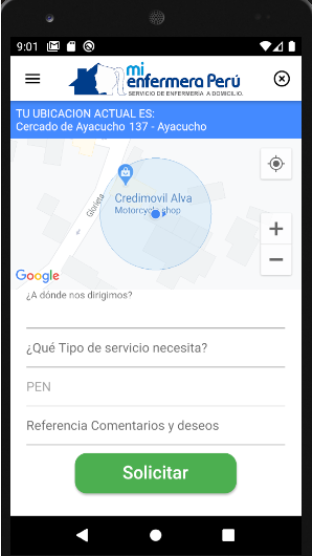 9:01
mi
enfermera Perú
SERVICIO DE ENFERMERIA A DOMICILIO.
TU UBICACION ACTUAL ES:
Cercado de Ayacucho 137 - Ayacucho
Credimovil Alva
Motorcycle shop
Glorieta
Google
¿A dónde nos dirigimos?
¿Qué Tipo de servicio necesita?
PEN
Referencia Comentarios y deseos
Solicitar